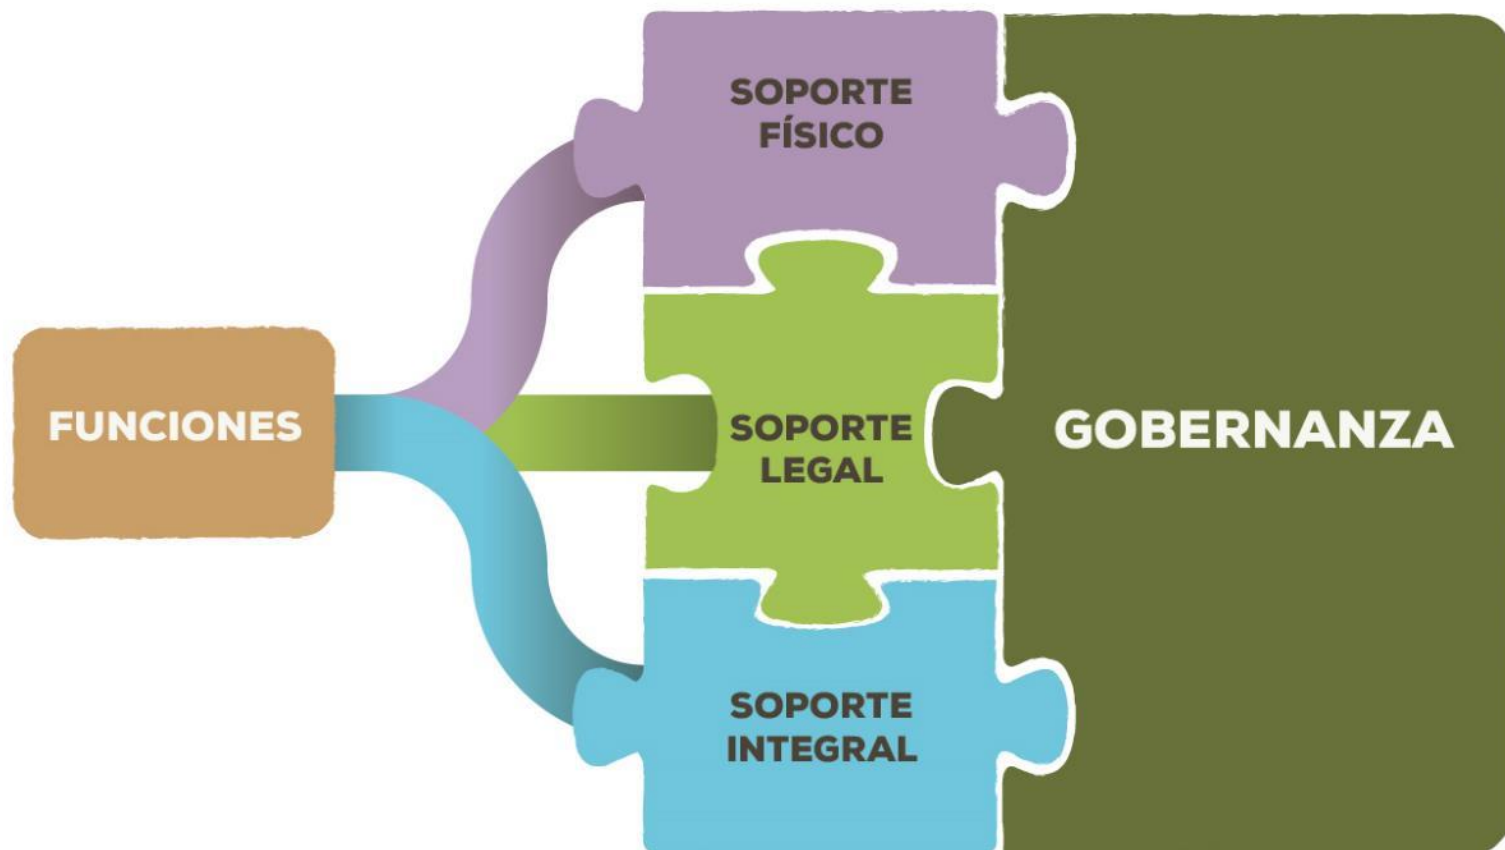 FUNCIONES
SOPORTE
FÍSICO
SOPORTE
LEGAL
SOPORTE
INTEGRAL
GOBERNANZA